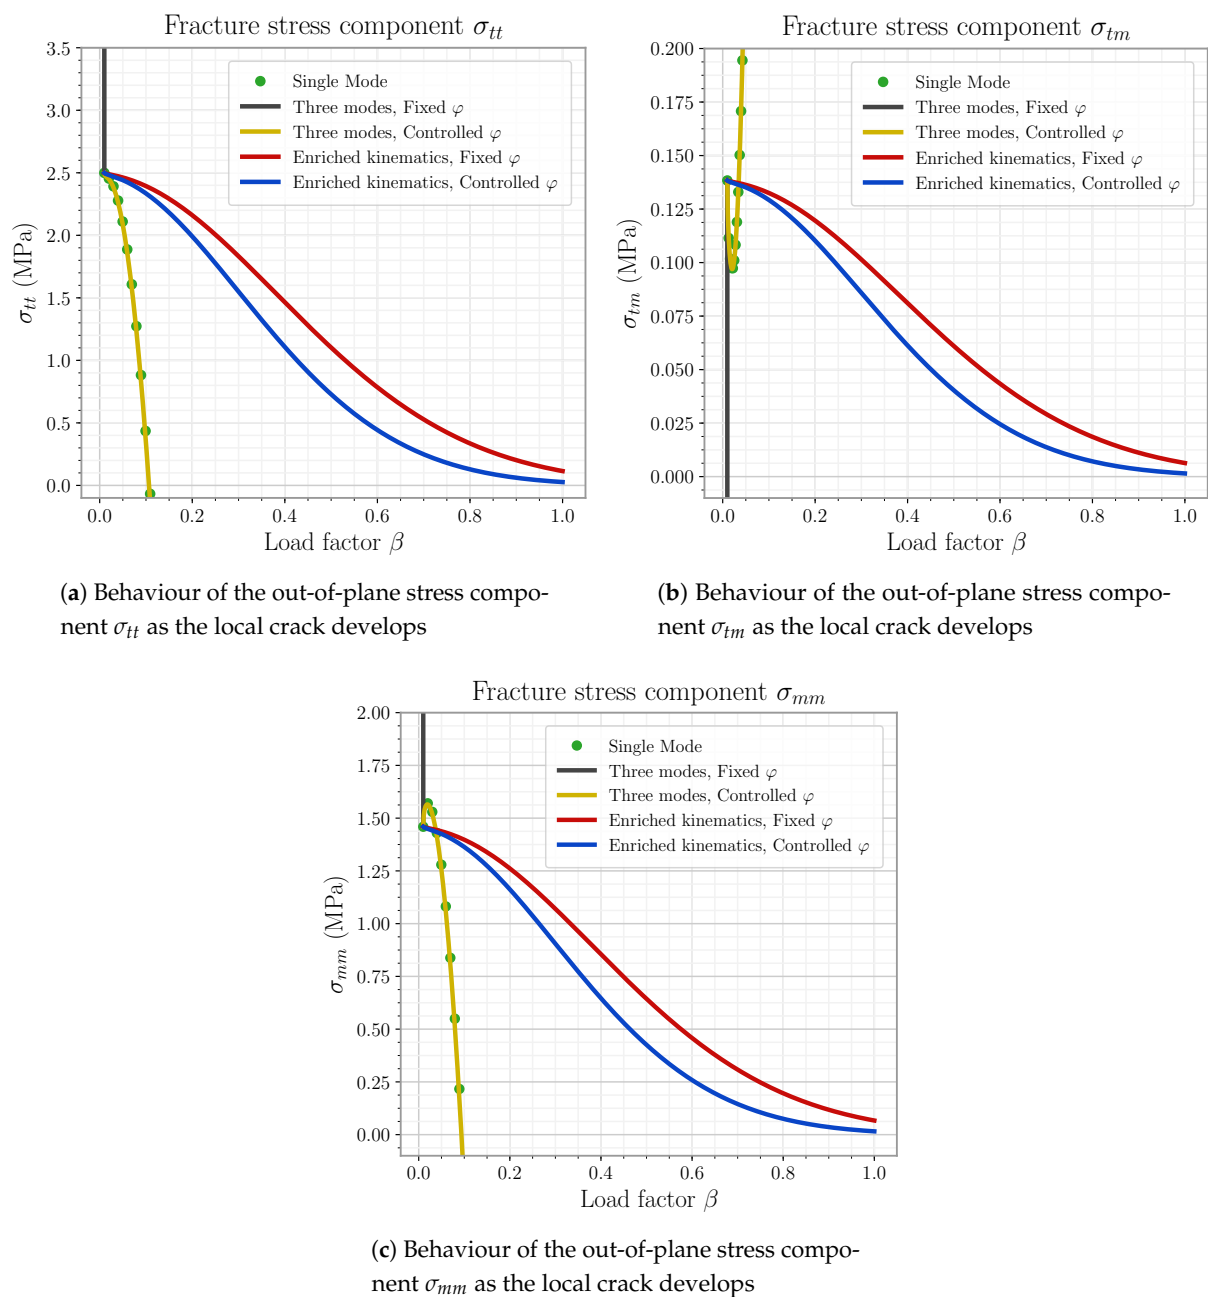 Fracture stress component σtt
3.5
3.0
2.5
2.0
1.5
1.0
0.5
0.0
σtt (MPa)
Single Mode
Three modes, Fixed φ
Three modes, Controlled φ
Enriched kinematics, Fixed φ
Enriched kinematics, Controlled φ
0.0 0.2 0.4 0.6 0.8 1.0
Load factor β
(a) Behaviour of the out-of-plane stress compo-
nent σtt as the local crack develops
Fracture stress component σtm
0.200
0.175
0.150
0.125
0.100
0.075
0.050
0.025
0.000
σtm (MPa)
Single Mode
Three modes, Fixed φ
Three modes, Controlled φ
Enriched kinematics, Fixed φ
Enriched kinematics, Controlled φ
0.0 0.2 0.4 0.6 0.8 1.0
Load factor β
(b) Behaviour of the out-of-plane stress compo-
nent σtm as the local crack develops
Fracture stress component σmm
2.00
1.75
1.50
1.25
1.00
0.75
0.50
0.25
0.00
σmm (MPa)
Single Mode
Three modes, Fixed φ
Three modes, Controlled φ
Enriched kinematics, Fixed φ
Enriched kinematics, Controlled φ
0.0 0.2 0.4 0.6 0.8 1.0
Load factor β
(c) Behaviour of the out-of-plane stress compo-
nent σmm as the local crack develops